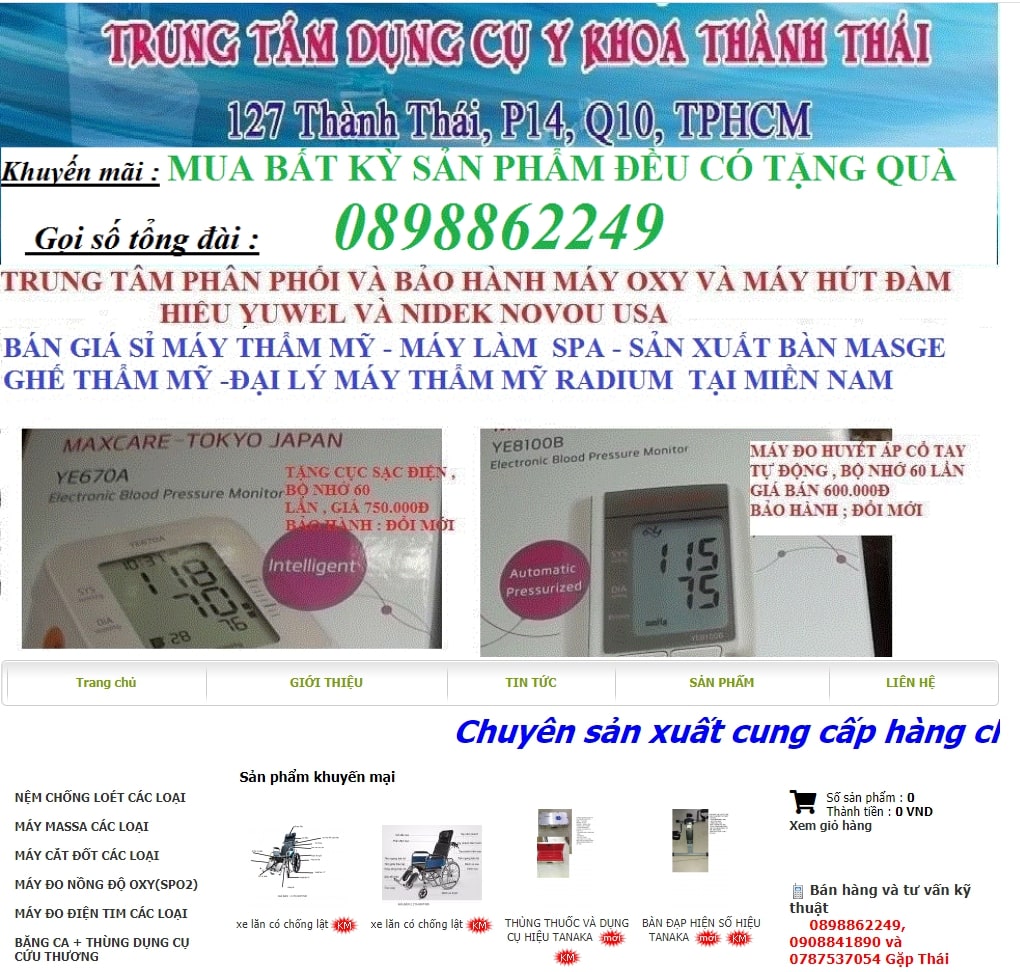 TRUNG TÂM DỤNG CỤ Y KHOA THÀNH THÁI
127 Thành Thái, P14, Q10, TPHCM
Khuyến mãi : MUA BẤT KỲ SẢN PHẨM ĐỀU CÓ TẶNG QUÀ
Gọi số tổng đài : 0898862249
TRUNG TÂM PHÂN PHỐI VÀ BẢO HÀNH MÁY OXY VÀ MÁY HÚT ĐÀM
HIÊU YUWEL VÀ NIDEK NOVOU USA
BÁN GIÁ SỈ MÁY THẨM MỸ - MÁY LÀM SPA - SẢN XUẤT BÀN MASGE
GHẾ THẨM MỸ -ĐẠI LÝ MÁY THẨM MỸ RADIUM TẠI MIỀN NAM
MAXCARE-TOKYO JAPAN
YE670A
Electronic Blood Pressure Monitor
TẶNG CỤC SẠC ĐIỆN ,
BỘ NHỚ 60
LẦN , GIÁ 750.000Đ
BẢO HÀNH : ĐỔI MỚI
Intelligent
YE670A
10:37
118
70
76
28
SYS
DIA
YE8100B
Electronic Blood Pressure Monitor
MÁY ĐO HUYẾT ÁP CỔ TAY
TỰ ĐỘNG , BỘ NHỚ 60 LẦN
GIÁ BÁN 600.000Đ
BẢO HÀNH ; ĐỔI MỚI
Automatic
Pressurized
SYS
115
DIA
75
mmHg
YE8100B
Trang chủ
GIỚI THIỆU
TIN TỨC
SẢN PHẨM
LIÊN HỆ
Chuyên sản xuất cung cấp hàng
NỆM CHỐNG LOÉT CÁC LOẠI
MÁY MASSA CÁC LOẠI
MÁY CẮT ĐỐT CÁC LOẠI
MÁY ĐO NỒNG ĐỘ OXY(SPO2)
MÁY ĐO ĐIỆN TIM CÁC LOẠI
BĂNG CA + THÙNG DỤNG CỤ
CỨU THƯƠNG
Sản phẩm khuyến mại
xe lăn có chống lật KM
xe lăn có chống lật KM
THÙNG THUỐC VÀ DỤNG
CỤ HIỆU TANAKA mới
KM
BÀN ĐẠP HIỆN SỐ HIỆU
TANAKA mới KM
Số sản phẩm : 0
Thành tiền : 0 VND
Xem giỏ hàng
Bán hàng và tư vấn kỹ
thuật
0898862249,
0908841890 và
0787537054 Gặp Thái